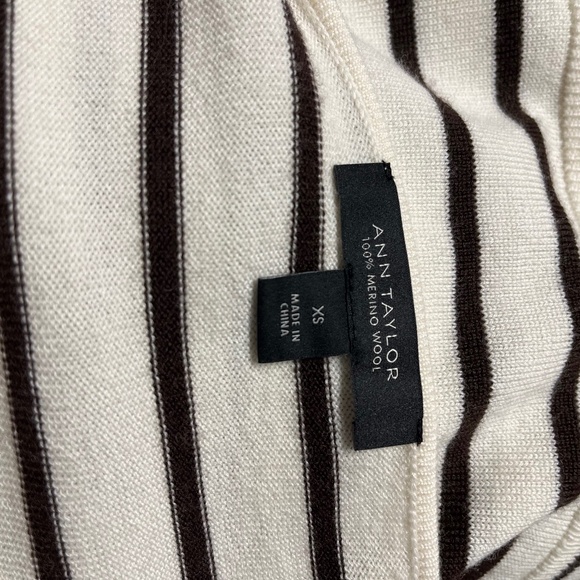 ANN TAYLOR
100% MERINO WOOL
XS
MADE IN
CHINA